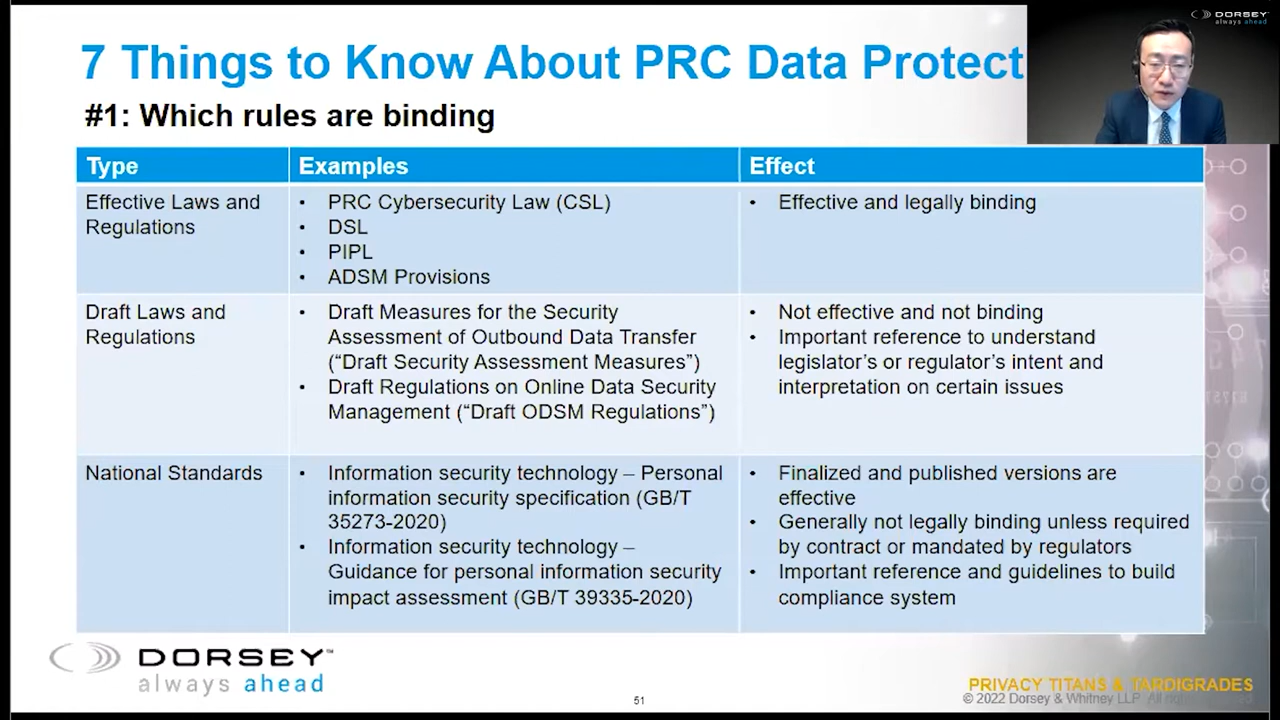 DORSEY
always ahead
7 Things to Know About PRC Data Protect
#1: Which rules are binding
Type
Examples
Effect
Effective Laws and
Regulations
• PRC Cybersecurity Law (CSL)
• DSL
• PIPL
• ADSM Provisions
• Effective and legally binding
Draft Laws and
Regulations
• Draft Measures for the Security
Assessment of Outbound Data Transfer
(“Draft Security Assessment Measures”)
• Draft Regulations on Online Data Security
Management (“Draft ODSM Regulations”)
• Not effective and not binding
• Important reference to understand
legislator’s or regulator’s intent and
interpretation on certain issues
National Standards
• Information security technology – Personal
information security specification (GB/T
35273-2020)
• Information security technology –
Guidance for personal information security
impact assessment (GB/T 39335-2020)
• Finalized and published versions are
effective
• Generally not legally binding unless required
by contract or mandated by regulators
• Important reference and guidelines to build
compliance system
DORSEY™
always ahead
51
PRIVACY TITANS & TARDIGRADES
© 2022 Dorsey & Whitney LLP. All rights